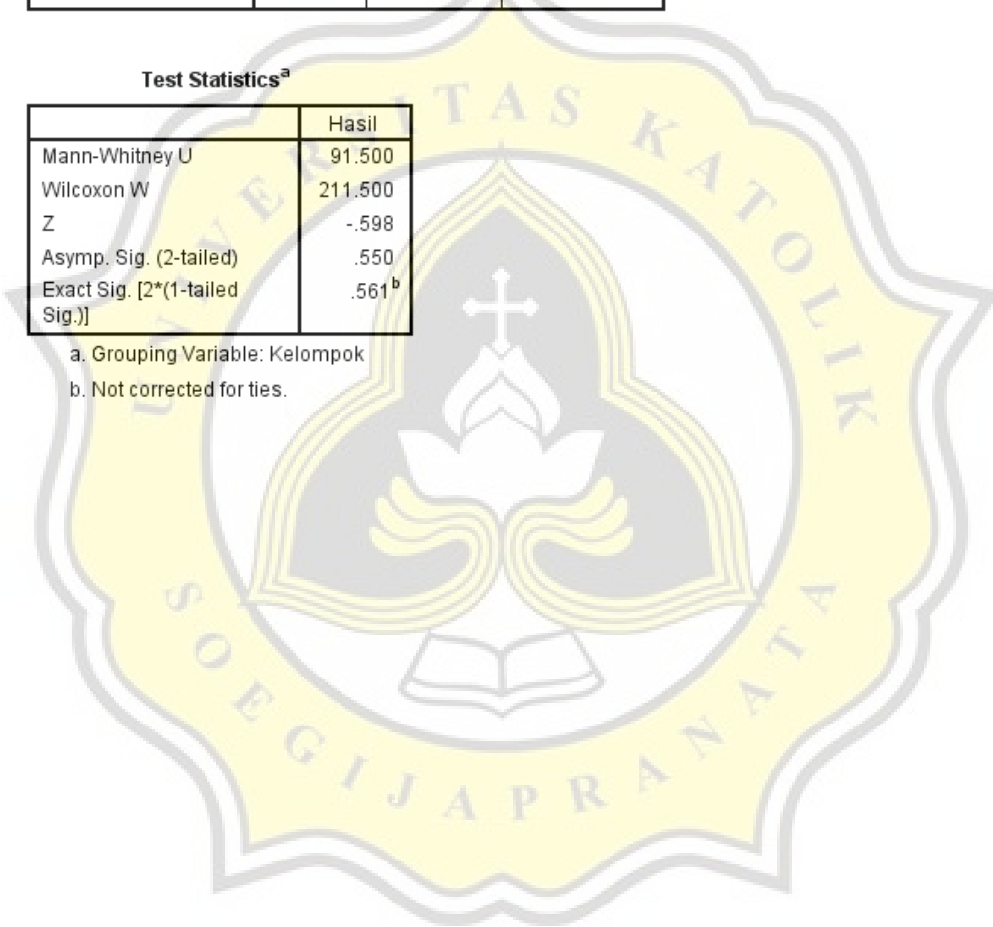 Test Statisticsª
Hasil
Mann-Whitney U 91.500
Wilcoxon W 211.500
Z -.598
Asymp. Sig. (2-tailed) .550
Exact Sig. [2*(1-tailed .561ᵇ
Sig.)]
a. Grouping Variable: Kelompok
b. Not corrected for ties.
UNIVERSITAS KATOLIK
SOEGIJAPRANATA